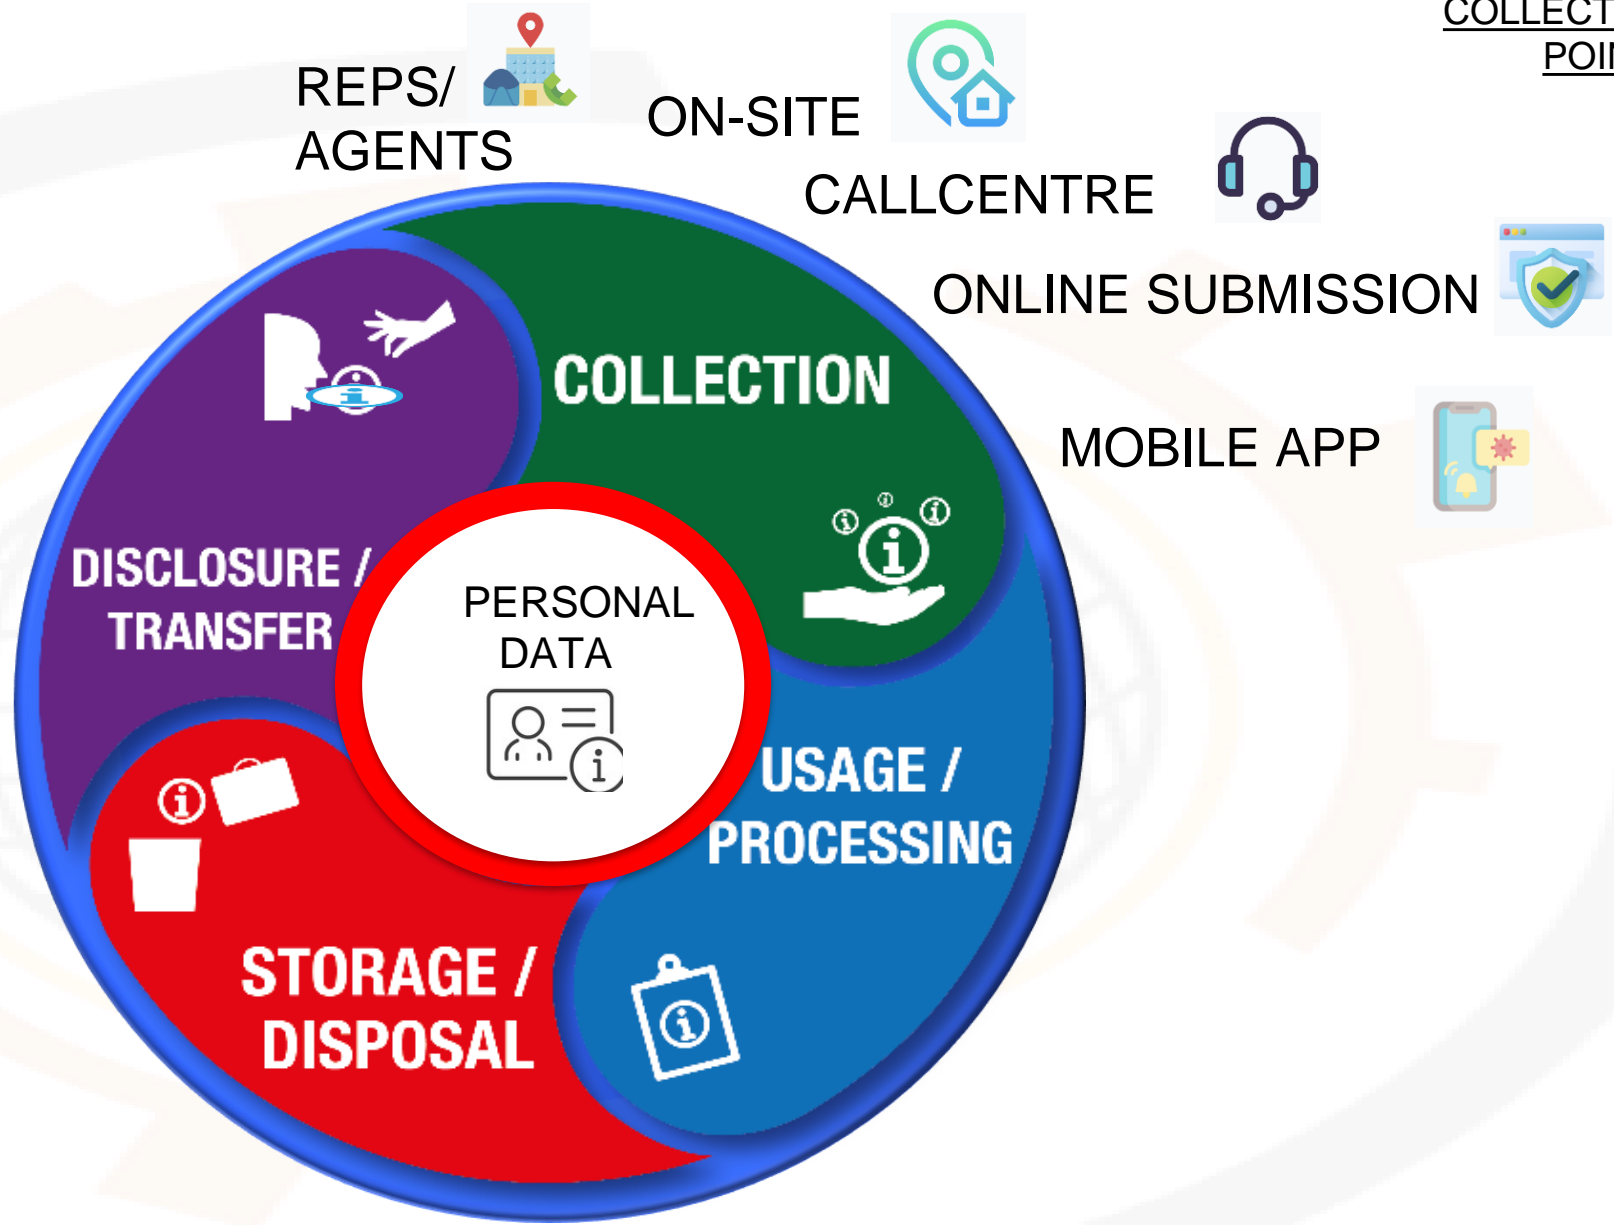 REPS/
AGENTS
ON-SITE
CALLCENTRE
ONLINE SUBMISSION
MOBILE APP
COLLECTION
DISCLOSURE /
TRANSFER
PERSONAL
DATA
USAGE /
PROCESSING
STORAGE /
DISPOSAL